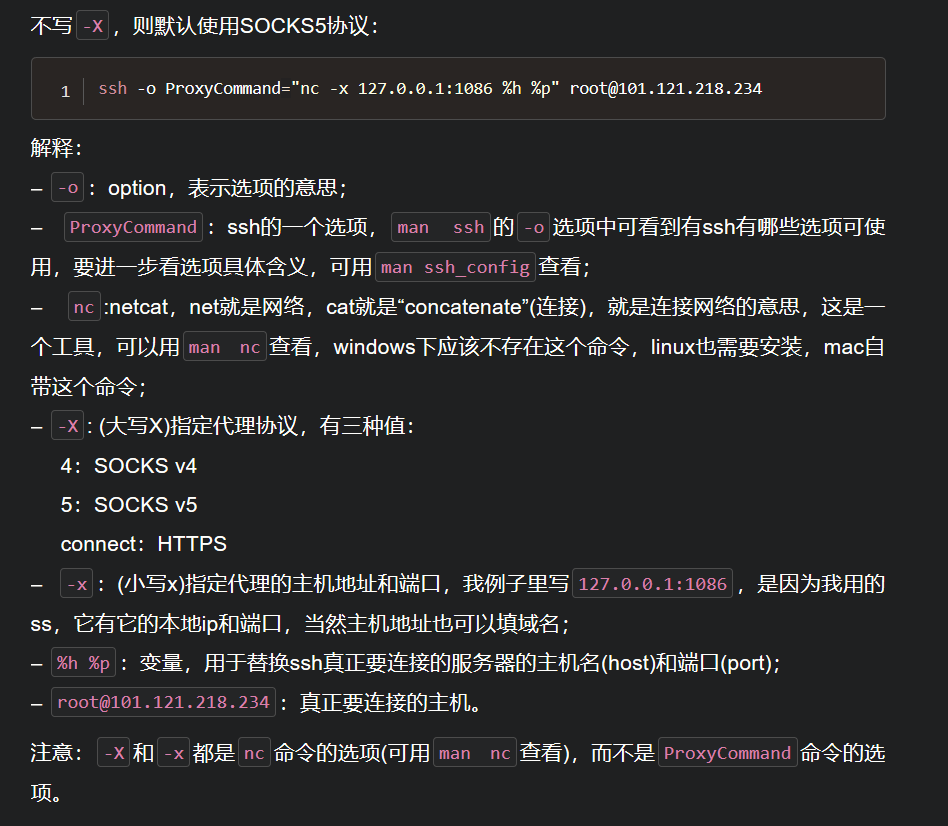 不写 -X ，则默认使用SOCKS5协议：
1 ssh -o ProxyCommand="nc -x 127.0.0.1:1086 %h %p" root@101.121.218.234
解释：
– -o ：option，表示选项的意思；
– ProxyCommand ：ssh的一个选项， man ssh 的 -o 选项中可看到有ssh有哪些选项可使
用，要进一步看选项具体含义，可用 man ssh_config 查看；
– nc :netcat，net就是网络，cat就是“concatenate”(连接)，就是连接网络的意思，这是一
个工具，可以用 man nc 查看，windows下应该不存在这个命令，linux也需要安装，mac自
带这个命令；
– -X : (大写X)指定代理协议，有三种值：
4：SOCKS v4
5：SOCKS v5
connect：HTTPS
– -x ：(小写x)指定代理的主机地址和端口，我例子里写 127.0.0.1:1086 ，是因为我用的
ss，它有它的本地ip和端口，当然主机地址也可以填域名；
– %h %p ：变量，用于替换ssh真正要连接的服务器的主机名(host)和端口(port)；
– root@101.121.218.234 ：真正要连接的主机。
注意： -X 和 -x 都是 nc 命令的选项(可用 man nc 查看)，而不是 ProxyCommand 命令的选
项。